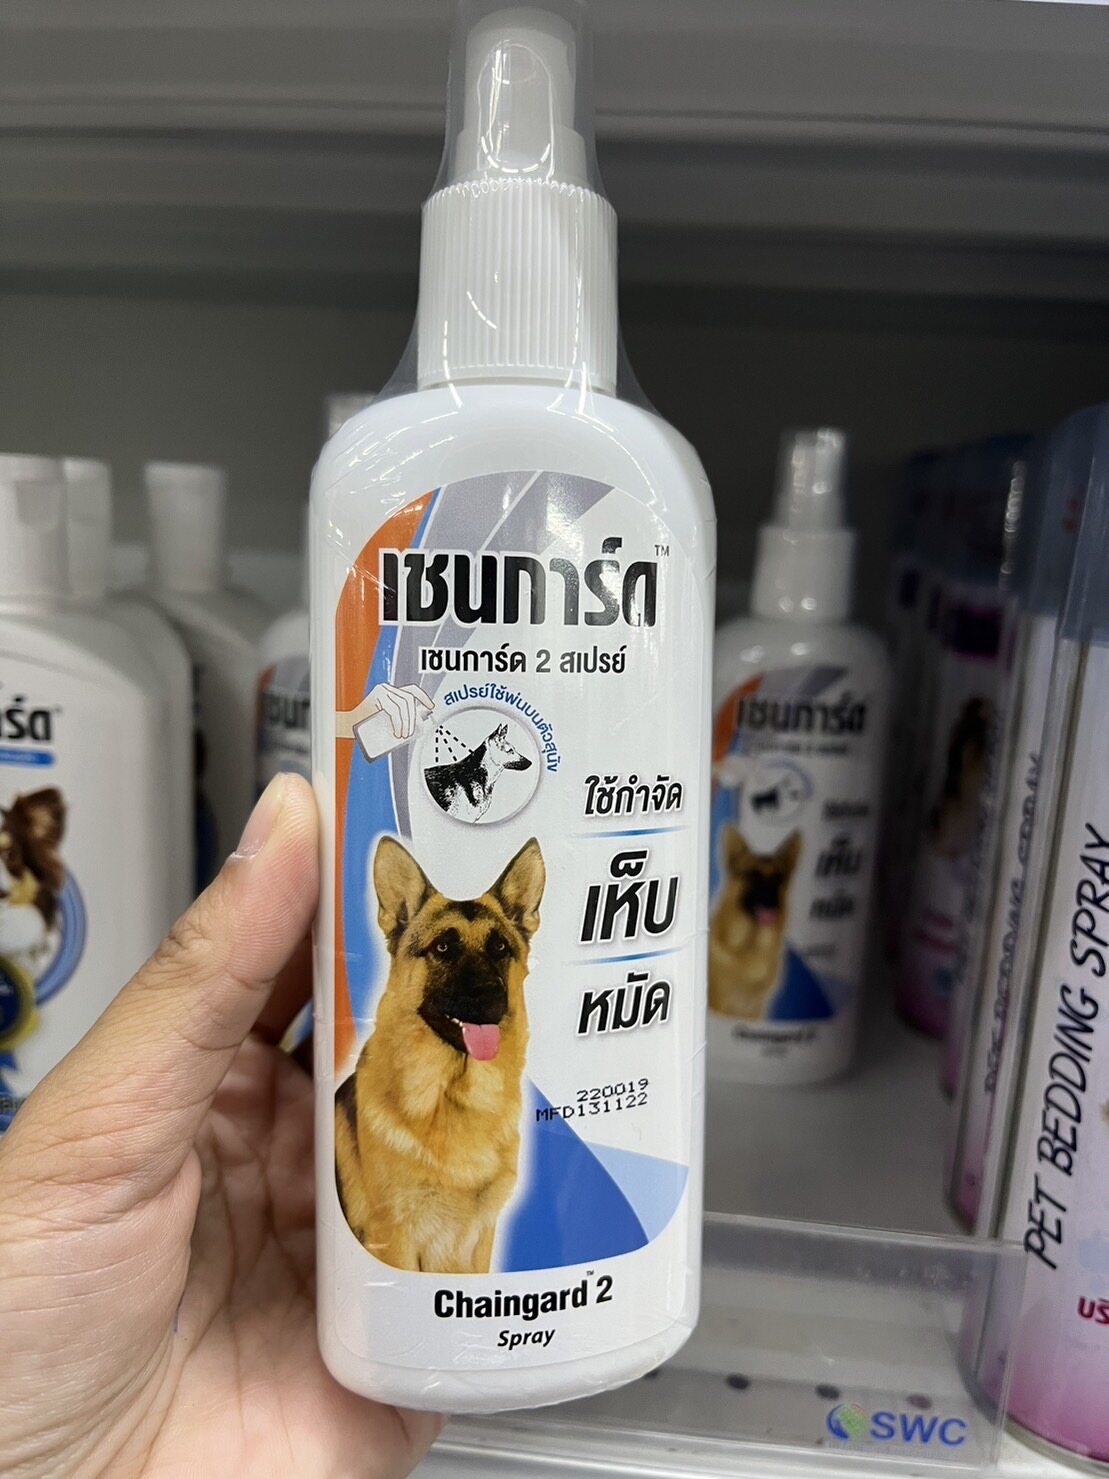 เชนการ์ด™
เชนการ์ด 2 สเปรย์
สเปรย์ใช้พ่นบนตัวสุนัข
ใช้กำจัด
เห็บ
หมัด
220019
MFD131122
Chaingard™ 2
Spray
เชนการ์ด
เห็บ
หมัด
Chaingard 2
PET BEDDING SPRAY
SWC